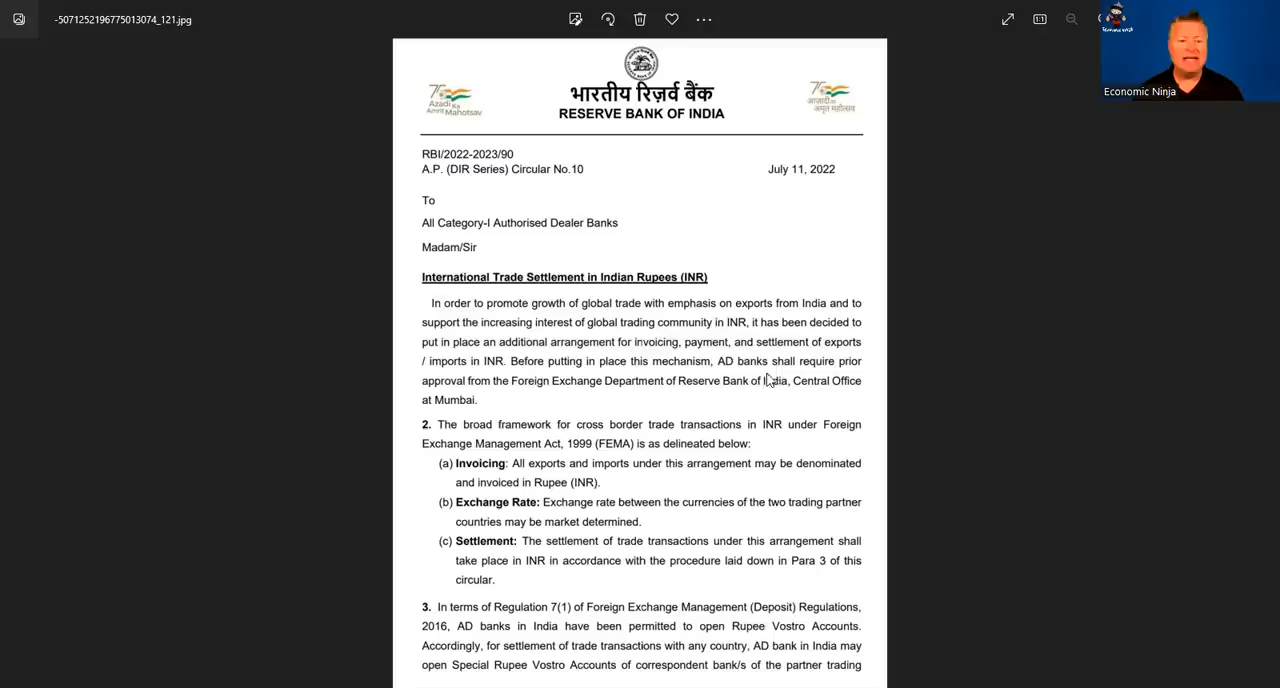 -5071252196775013074_121.jpg
Economic Ninja
75
Azadi Ka
Amrit Mahotsav
भारतीय रिज़र्व बैंक
RESERVE BANK OF INDIA
75
आज़ादी का
अमृत महोत्सव
RBI/2022-2023/90
A.P. (DIR Series) Circular No.10 July 11, 2022
To
All Category-I Authorised Dealer Banks
Madam/Sir
International Trade Settlement in Indian Rupees (INR)
In order to promote growth of global trade with emphasis on exports from India and to
support the increasing interest of global trading community in INR, it has been decided to
put in place an additional arrangement for invoicing, payment, and settlement of exports
/ imports in INR. Before putting in place this mechanism, AD banks shall require prior
approval from the Foreign Exchange Department of Reserve Bank of India, Central Office
at Mumbai.
2. The broad framework for cross border trade transactions in INR under Foreign
Exchange Management Act, 1999 (FEMA) is as delineated below:
(a) Invoicing: All exports and imports under this arrangement may be denominated
and invoiced in Rupee (INR).
(b) Exchange Rate: Exchange rate between the currencies of the two trading partner
countries may be market determined.
(c) Settlement: The settlement of trade transactions under this arrangement shall
take place in INR in accordance with the procedure laid down in Para 3 of this
circular.
3. In terms of Regulation 7(1) of Foreign Exchange Management (Deposit) Regulations,
2016, AD banks in India have been permitted to open Rupee Vostro Accounts.
Accordingly, for settlement of trade transactions with any country, AD bank in India may
open Special Rupee Vostro Accounts of correspondent bank/s of the partner trading